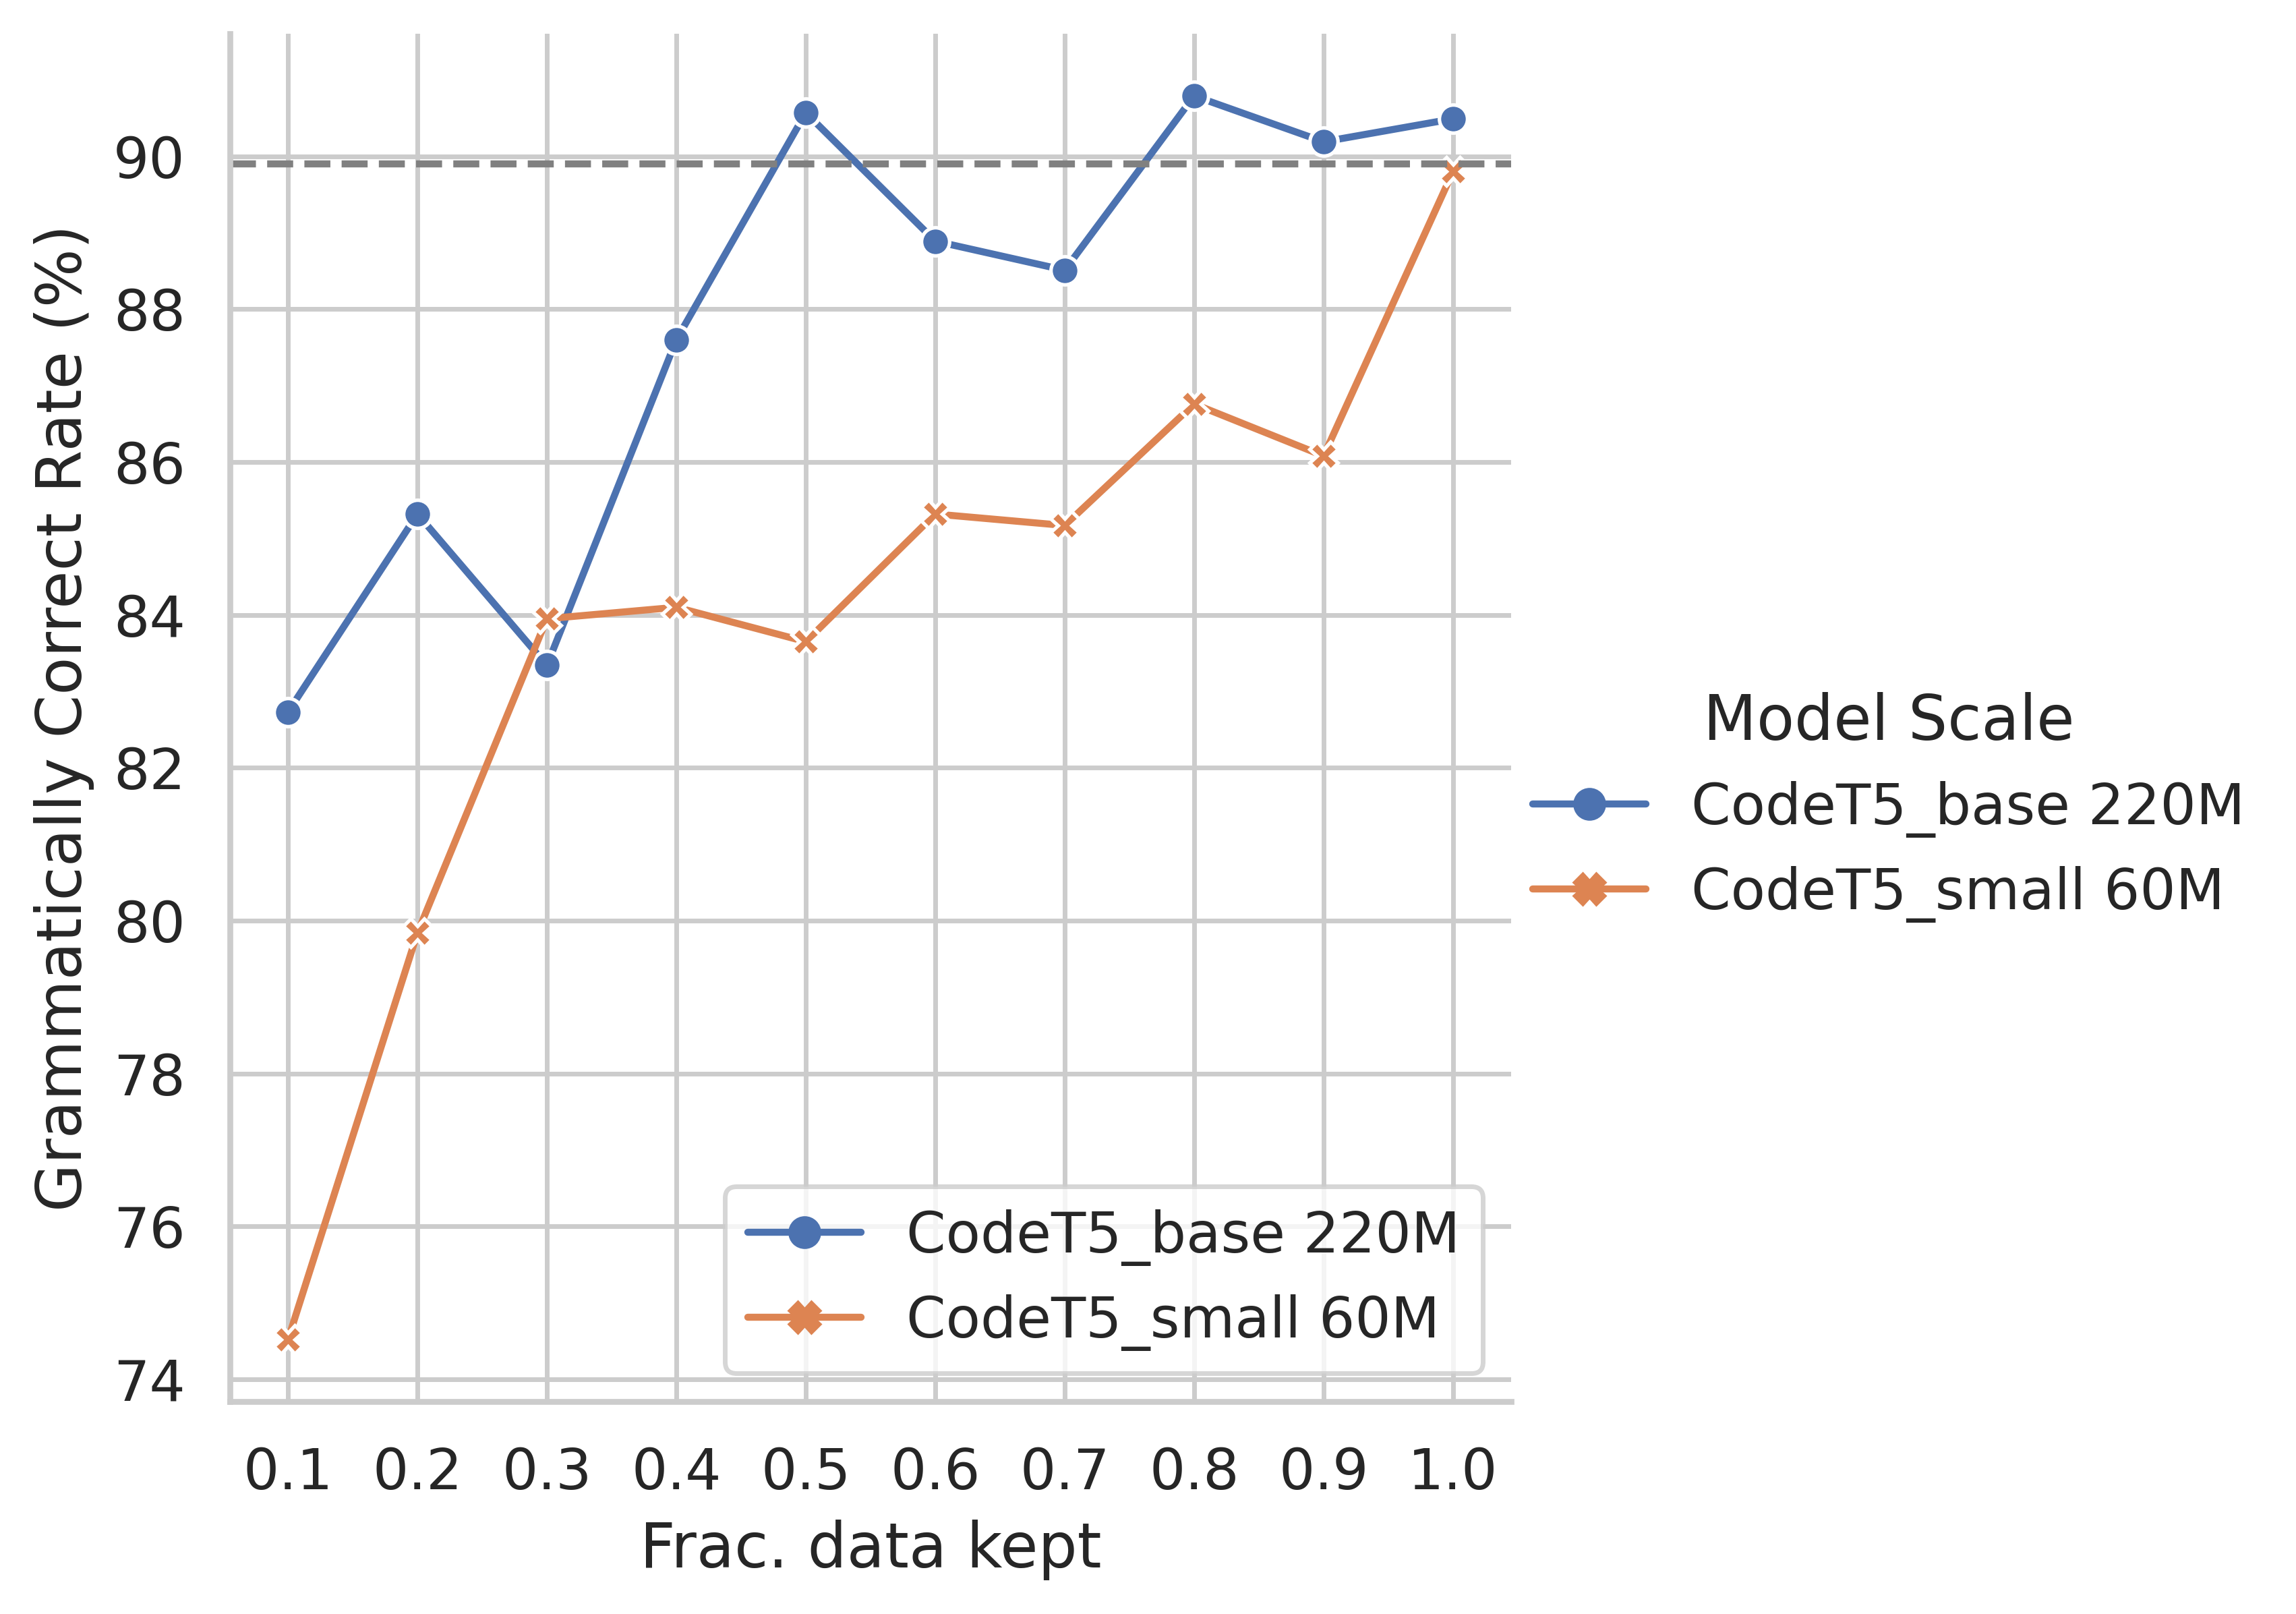 Grammatically Correct Rate (%)
90
88
86
84
82
80
78
76
74
0.1 0.2 0.3 0.4 0.5 0.6 0.7 0.8 0.9 1.0
Frac. data kept
CodeT5_base 220M
CodeT5_small 60M
Model Scale
CodeT5_base 220M
CodeT5_small 60M